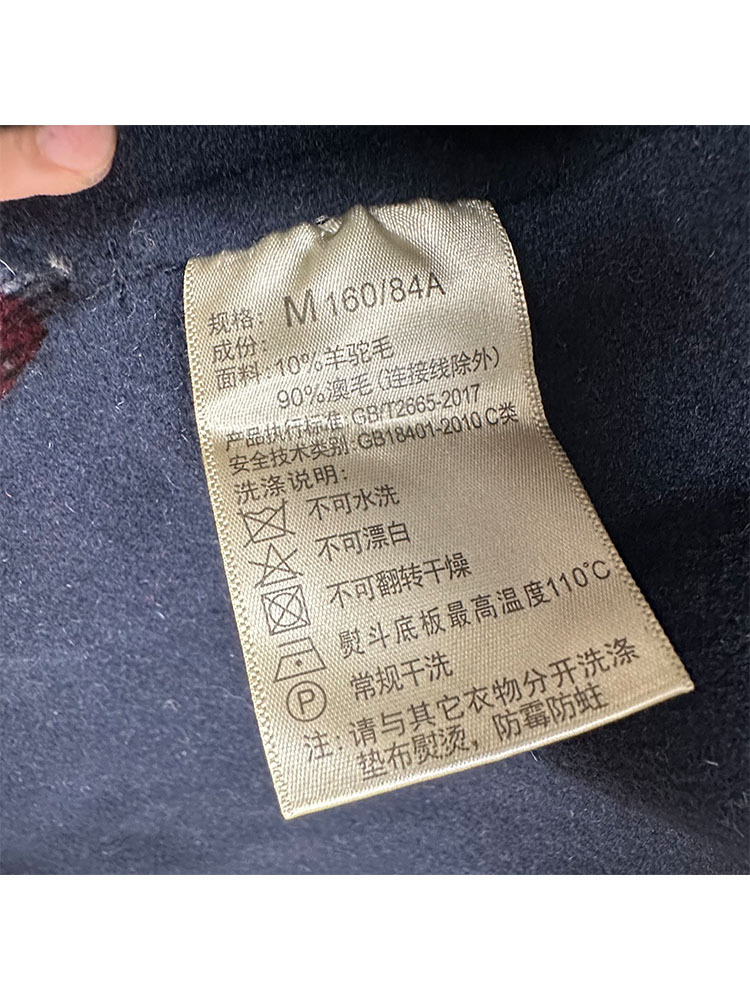 规格: M 160/84A
成份:
面料:10%羊驼毛
90%澳毛(连接线除外)
产品执行标准:GB/T2665-2017
安全技术类别:GB18401-2010 C类
洗涤说明:
不可水洗
不可漂白
不可翻转干燥
熨斗底板最高温度110℃
P 常规干洗
注:请与其它衣物分开洗涤
垫布熨烫，防霉防蛀